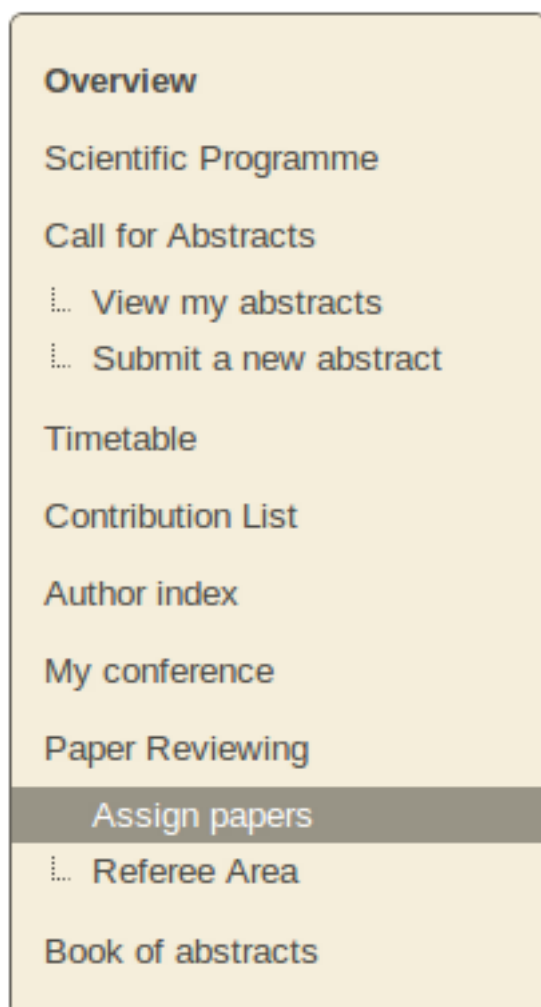 Overview
Scientific Programme
Call for Abstracts
View my abstracts
Submit a new abstract
Timetable
Contribution List
Author index
My conference
Paper Reviewing
Assign papers
Referee Area
Book of abstracts